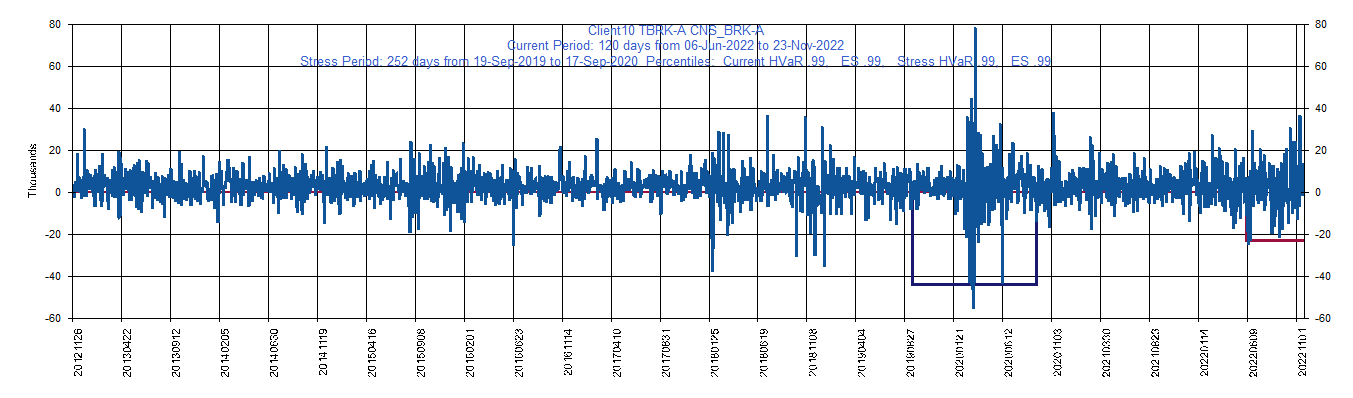 Client10 TBRK-A CNS_BRK-A
Current Period: 120 days from 06-Jun-2022 to 23-Nov-2022
Stress Period: 252 days from 19-Sep-2019 to 17-Sep-2020 Percentiles: Current HVaR .99, ES .99, Stress HVaR .99, ES .99
80 80
60 60
40 40
20 20
0 0
-20 -20
-40 -40
-60 -60
Thousands
20121126 20130422 20130912 20140205 20140630 20141119 20150416 20150908 20160201 20160623 20161114 20170410 20170831 20180125 20180619 20181108 20190404 20190827 20200121 20200612 20201103 20210330 20210823 20220114 20220609 20221101